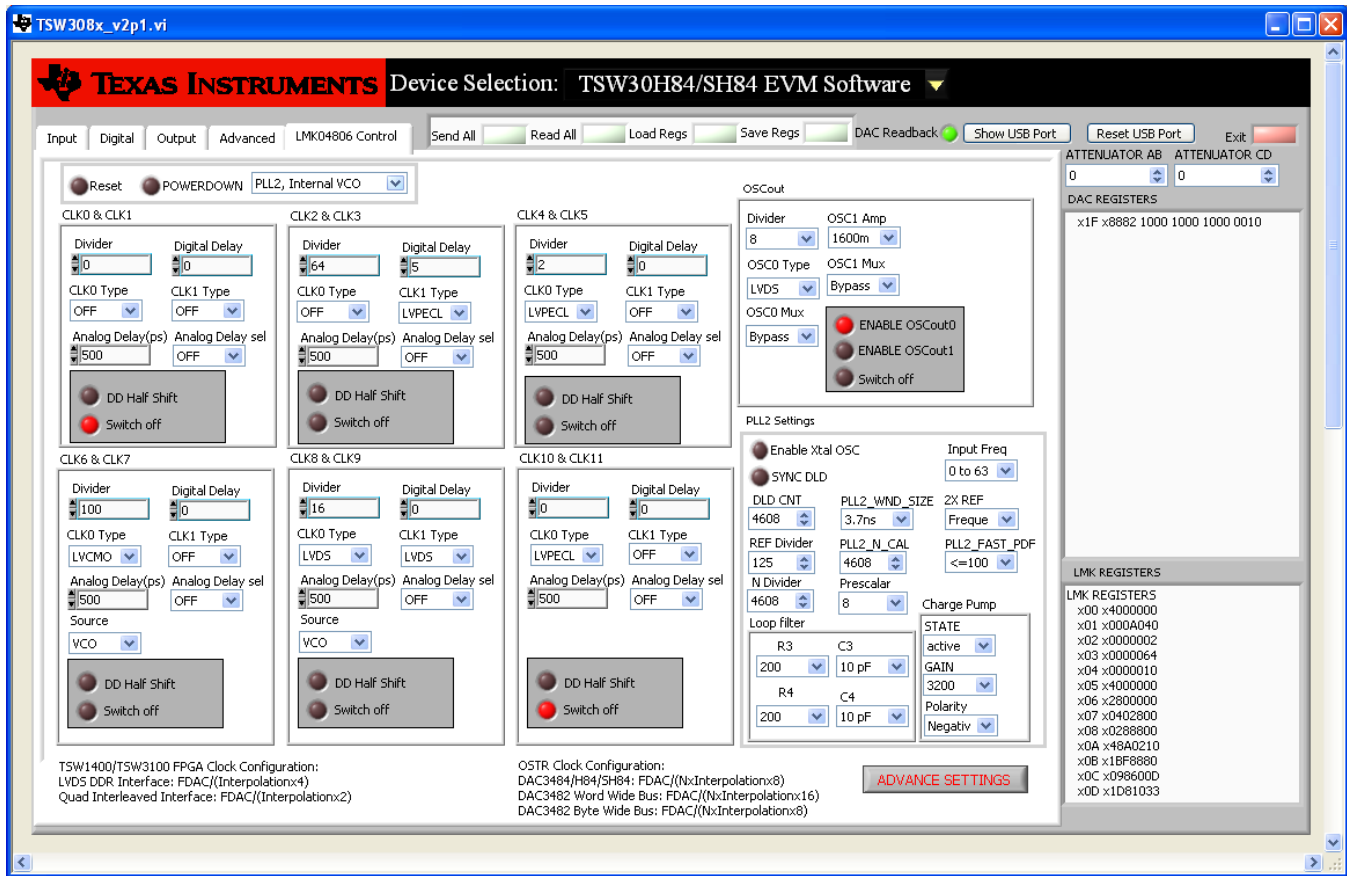 TSW308x_v2p1.vi
TEXAS INSTRUMENTS Device Selection: TSW30H84/SH84 EVM Software
Input Digital Output Advanced LMK04806 Control Send All Read All Load Regs Save Regs DAC Readback Show USB Port Reset USB Port Exit
ATTENUATOR AB ATTENUATOR CD
0 0
DAC REGISTERS
x1F x8882 1000 1000 1000 0010
Reset POWERDOWN PLL2, Internal VCO
CLK0 & CLK1
Divider Digital Delay
0 0
CLK0 Type CLK1 Type
OFF OFF
Analog Delay(ps) Analog Delay sel
500 OFF
DD Half Shift
Switch off
CLK2 & CLK3
Divider Digital Delay
64 5
CLK0 Type CLK1 Type
OFF LVPECL
Analog Delay(ps) Analog Delay sel
500 OFF
DD Half Shift
Switch off
CLK4 & CLK5
Divider Digital Delay
2 0
CLK0 Type CLK1 Type
LVPECL OFF
Analog Delay(ps) Analog Delay sel
500 OFF
DD Half Shift
Switch off
OSCout
Divider OSC1 Amp
8 1600m
OSC0 Type OSC1 Mux
LVDS Bypass
OSC0 Mux
Bypass
ENABLE OSCout0
ENABLE OSCout1
Switch off
CLK6 & CLK7
Divider Digital Delay
100 0
CLK0 Type CLK1 Type
LVCMO OFF
Analog Delay(ps) Analog Delay sel
500 OFF
Source
VCO
DD Half Shift
Switch off
CLK8 & CLK9
Divider Digital Delay
16 0
CLK0 Type CLK1 Type
LVDS LVDS
Analog Delay(ps) Analog Delay sel
500 OFF
Source
VCO
DD Half Shift
Switch off
CLK10 & CLK11
Divider Digital Delay
0 0
CLK0 Type CLK1 Type
LVPECL OFF
Analog Delay(ps) Analog Delay sel
500 OFF
DD Half Shift
Switch off
PLL2 Settings
Enable Xtal OSC Input Freq
SYNC DLD 0 to 63
DLD CNT PLL2_WND_SIZE 2X REF
4608 3.7ns Freque
REF Divider PLL2_N_CAL PLL2_FAST_PDF
125 4608 <=100
N Divider Prescalar
4608 8
Loop filter
R3 C3
200 10 pF
R4 C4
200 10 pF
Charge Pump
STATE
active
GAIN
3200
Polarity
Negativ
LMK REGISTERS
LMK REGISTERS
x00 x4000000
x01 x000A040
x02 x0000002
x03 x0000064
x04 x0000010
x05 x4000000
x06 x2800000
x07 x0402800
x08 x0288800
x0A x48A0210
x0B x1BF8880
x0C x098600D
x0D x1D81033
TSW1400/TSW3100 FPGA Clock Configuration:
LVDS DDR Interface: FDAC/(Interpolationx4)
Quad Interleaved Interface: FDAC/(Interpolationx2)
OSTR Clock Configuration:
DAC3484/H84/SH84: FDAC/(NxInterpolationx8)
DAC3482 Word Wide Bus: FDAC/(NxInterpolationx16)
DAC3482 Byte Wide Bus: FDAC/(NxInterpolationx8)
ADVANCE SETTINGS